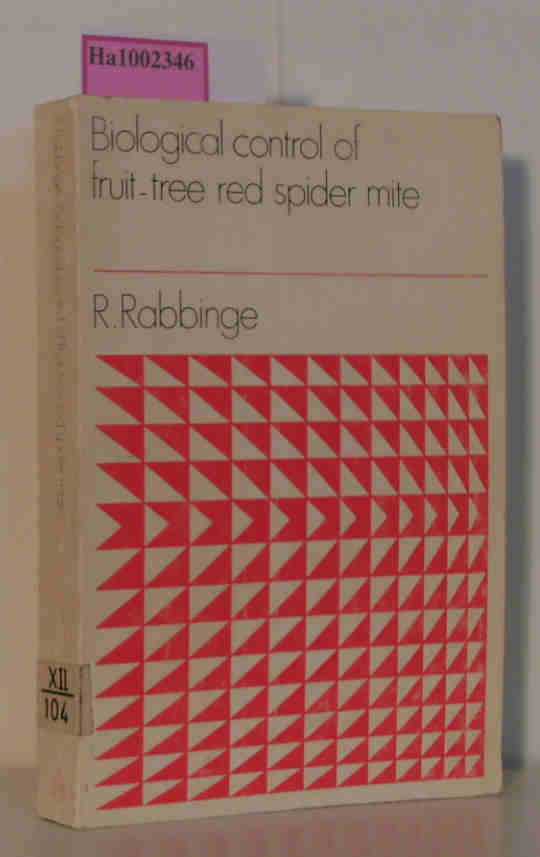 Ha1002346
Biological control of
fruit-tree red spider mite
R.Rabbinge
XII
104